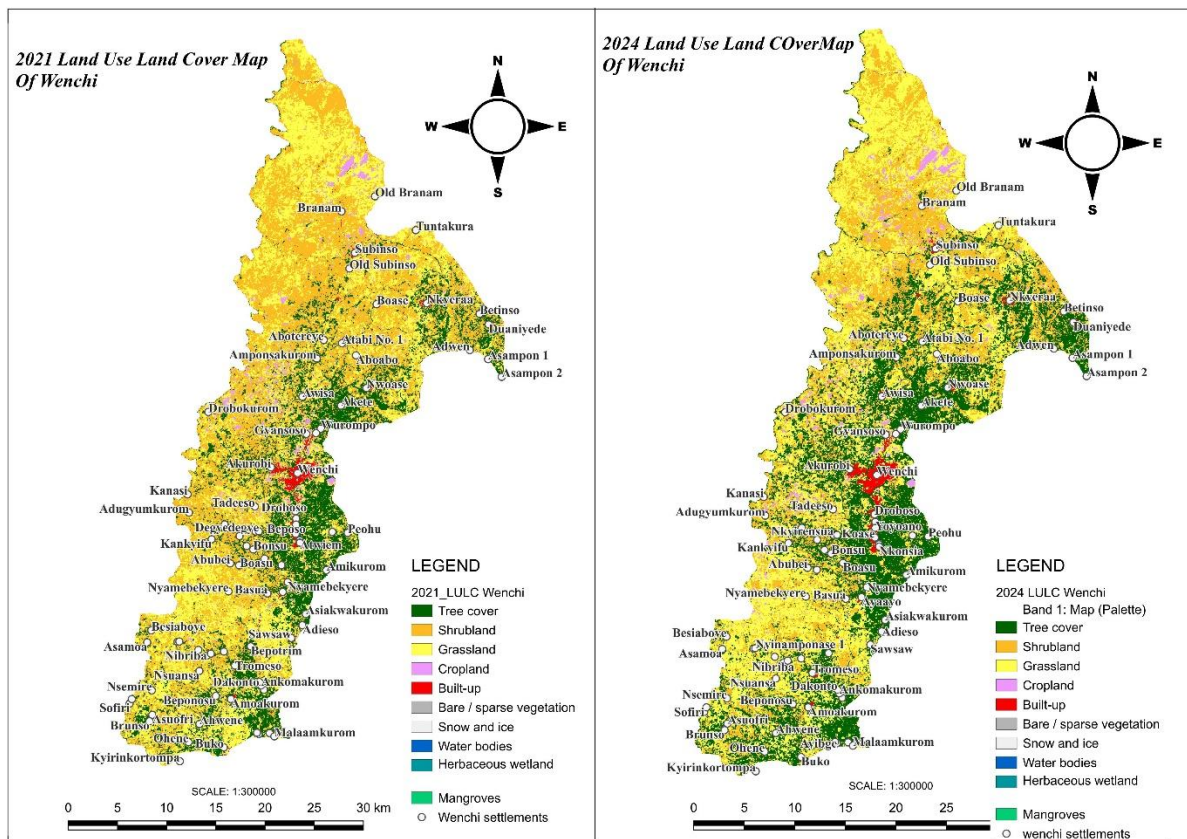 2021 Land Use Land Cover Map
Of Wenchi
N
W
E
S
Old Branam
Branam
Tuntakura
Subinso
Old Subinso
Boase
Nkyeraa
Betinso
Duaniyede
Abotereye
Atabi No. 1
Adwen
Amponsakurom
Aboabo
Asampon 1
Asampon 2
Nwoase
Awisa
Akete
Drobokurom
Gyansoso
Wurompo
Akurobi
Wenchi
Kanasi
Tadeeso
Adugyumkurom
Droboso
Degyedegye
Beposo
Peohu
Kankyifu
Bonsu
Atwiem
Abubei
Boasu
Amikurom
Nyamebekyere
Basua
Nyamebekyere
Asiakwakurom
Besiaboye
Adieso
Asamoa
Sawsaw
Nibriba
Bepotrim
Nsuansa
Tromeso
Nsemire
Dakonto
Ankomakurom
Sofiri
Beponosu
Amoakurom
Brunso
Asuofri
Ahwene
Ohene
Buko
Malaamkurom
Kyirinkortompa
LEGEND
2021_LULC Wenchi
Tree cover
Shrubland
Grassland
Cropland
Built-up
Bare / sparse vegetation
Snow and ice
Water bodies
Herbaceous wetland
Mangroves
Wenchi settlements
SCALE: 1:300000
0 5 10 15 20 25 30 km
2024 Land Use Land COverMap
Of Wenchi
N
W
E
S
Old Branam
Branam
Tuntakura
Subinso
Old Subinso
Boase
Nkyeraa
Betinso
Duaniyede
Abotereye
Atabi No. 1
Adwen
Amponsakurom
Aboabo
Asampon 1
Asampon 2
Nwoase
Awisa
Akete
Drobokurom
Gyansoso
Wurompo
Akurobi
Wenchi
Kanasi
Tadeeso
Adugyumkurom
Droboso
Yoyoano
Nkyirensua
Koase
Peohu
Kankyifu
Bonsu
Nkonsia
Abubei
Boasu
Amikurom
Nyamebekyere
Basua
Nyamebekyere
Ayaayo
Asiakwakurom
Besiaboye
Adieso
Asamoa
Nyinamponase 1
Sawsaw
Nibriba
Tromeso
Nsuansa
Dakonto
Nsemire
Ankomakurom
Sofiri
Beponosu
Amoakurom
Brunso
Asuofri
Ahwene
Ohene
Ayibge
Malaamkurom
Buko
Kyirinkortompa
LEGEND
2024 LULC Wenchi
Band 1: Map (Palette)
Tree cover
Shrubland
Grassland
Cropland
Built-up
Bare / sparse vegetation
Snow and ice
Water bodies
Herbaceous wetland
Mangroves
wenchi settlements
SCALE: 1:300000
0 5 10 15 20 25